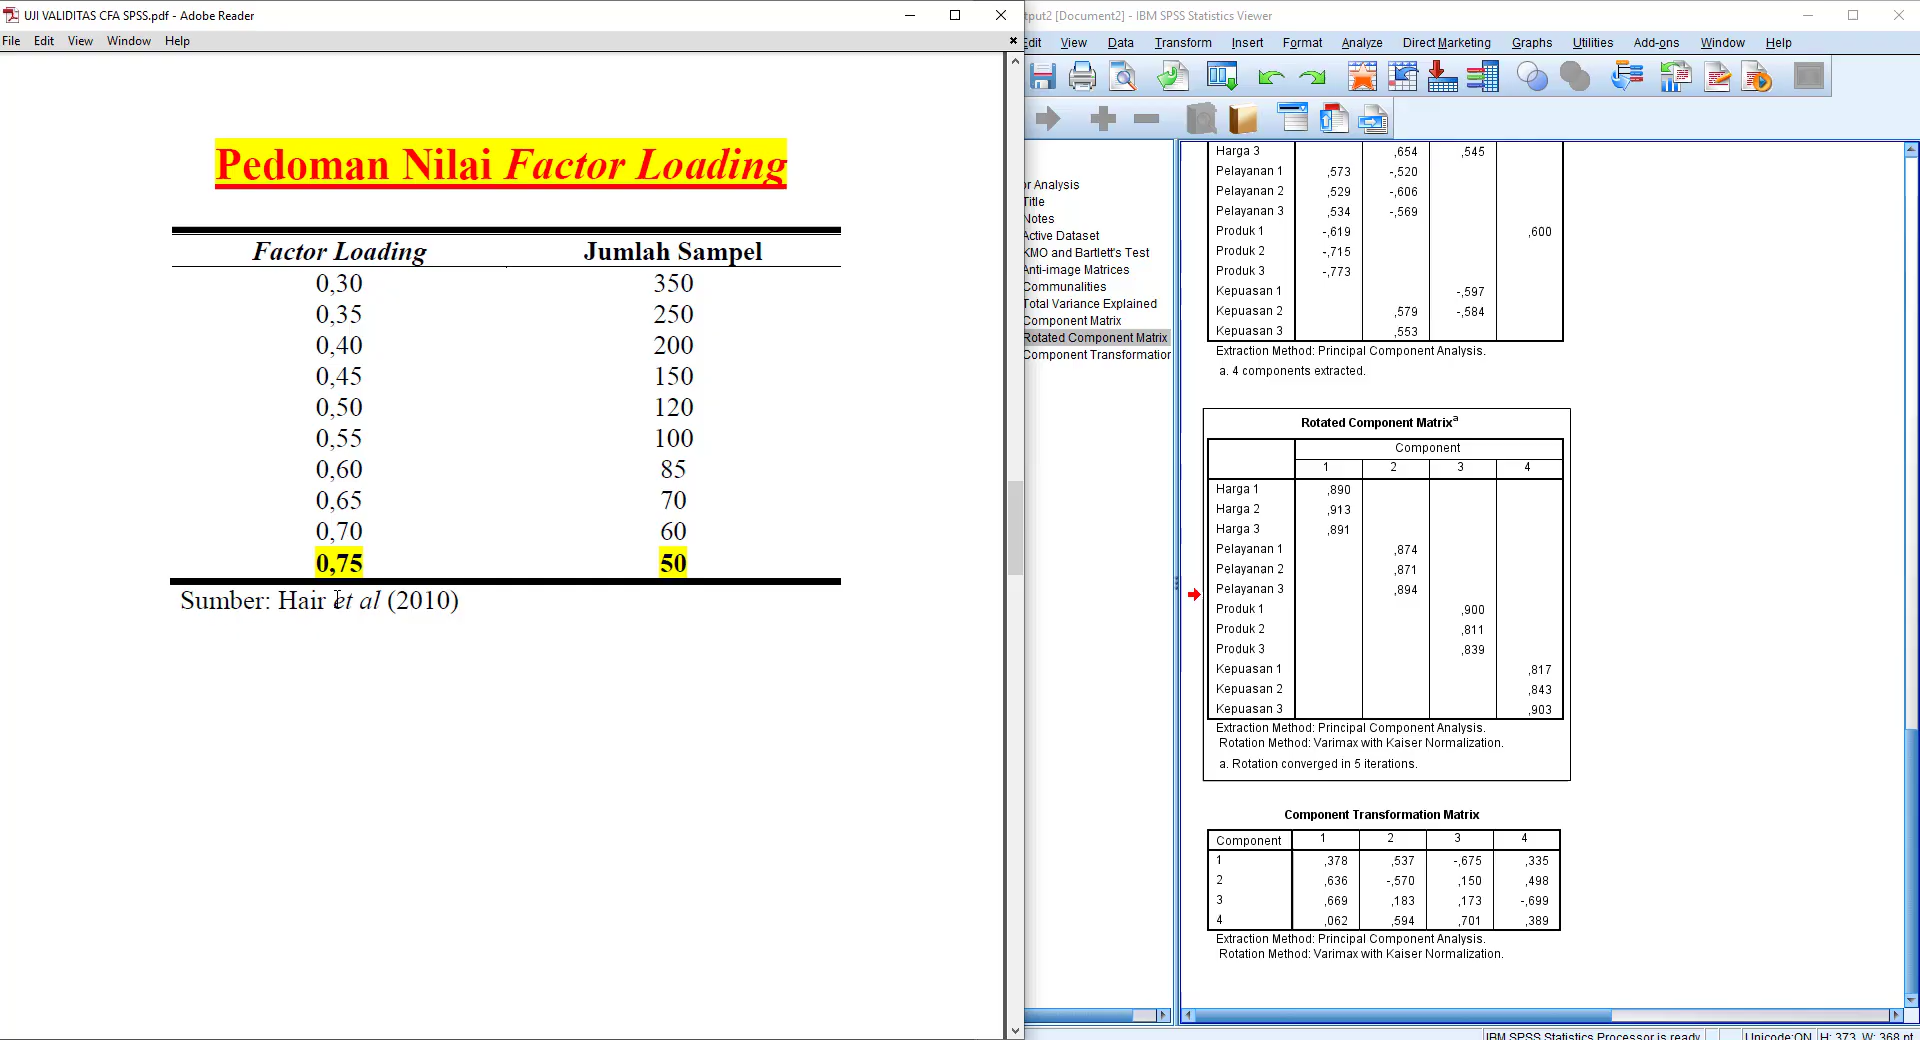 UJI VALIDITAS CFA SPSS.pdf - Adobe Reader
File Edit View Window Help
Pedoman Nilai Factor Loading
Factor Loading Jumlah Sampel
0,30 350
0,35 250
0,40 200
0,45 150
0,50 120
0,55 100
0,60 85
0,65 70
0,70 60
0,75 50
Sumber: Hair et al (2010)
tput2 [Document2] - IBM SPSS Statistics Viewer
Edit View Data Transform Insert Format Analyze Direct Marketing Graphs Utilities Add-ons Window Help
or Analysis
Title
Notes
Active Dataset
KMO and Bartlett's Test
Anti-image Matrices
Communalities
Total Variance Explained
Component Matrix
Rotated Component Matrix
Component Transformation
Harga 3 ,654 ,545
Pelayanan 1 ,573 -,520
Pelayanan 2 ,529 -,606
Pelayanan 3 ,534 -,569
Produk 1 -,619 ,600
Produk 2 -,715
Produk 3 -,773
Kepuasan 1 -,597
Kepuasan 2 ,579 -,584
Kepuasan 3 ,553
Extraction Method: Principal Component Analysis.
a. 4 components extracted.
Rotated Component Matrixa
Component
1 2 3 4
Harga 1 ,890
Harga 2 ,913
Harga 3 ,891
Pelayanan 1 ,874
Pelayanan 2 ,871
Pelayanan 3 ,894
Produk 1 ,900
Produk 2 ,811
Produk 3 ,839
Kepuasan 1 ,817
Kepuasan 2 ,843
Kepuasan 3 ,903
Extraction Method: Principal Component Analysis.
Rotation Method: Varimax with Kaiser Normalization.
a. Rotation converged in 5 iterations.
Component Transformation Matrix
Component 1 2 3 4
1 ,378 ,537 -,675 ,335
2 ,636 -,570 ,150 ,498
3 ,669 ,183 ,173 -,699
4 ,062 ,594 ,701 ,389
Extraction Method: Principal Component Analysis.
Rotation Method: Varimax with Kaiser Normalization.
IBM SPSS Statistics Processor is ready Unicode:ON H: 373, W: 368 pt